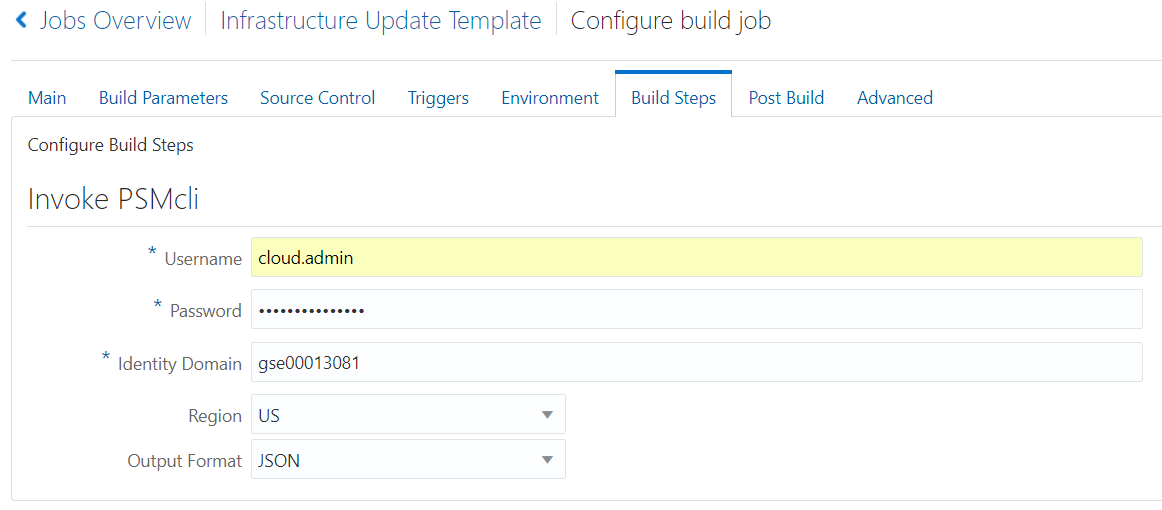 Jobs Overview Infrastructure Update Template Configure build job
Main Build Parameters Source Control Triggers Environment Build Steps Post Build Advanced
Configure Build Steps
Invoke PSMcli
* Username cloud.admin
* Password •••••••••••••••
* Identity Domain gse00013081
Region US
Output Format JSON